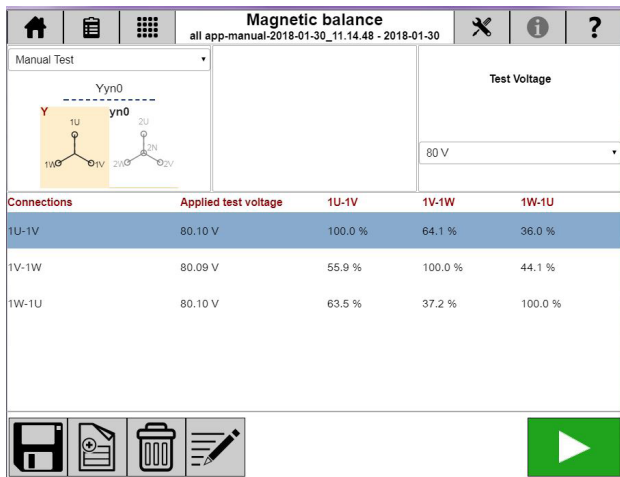 Magnetic balance
all app-manual-2018-01-30_11.14.48 - 2018-01-30
?
Manual Test
Yyn0
Y yn0
1U 2U
2N
1W 1V 2W 2V
Test Voltage
80 V
Connections Applied test voltage 1U-1V 1V-1W 1W-1U
1U-1V 80.10 V 100.0 % 64.1 % 36.0 %
1V-1W 80.09 V 55.9 % 100.0 % 44.1 %
1W-1U 80.10 V 63.5 % 37.2 % 100.0 %